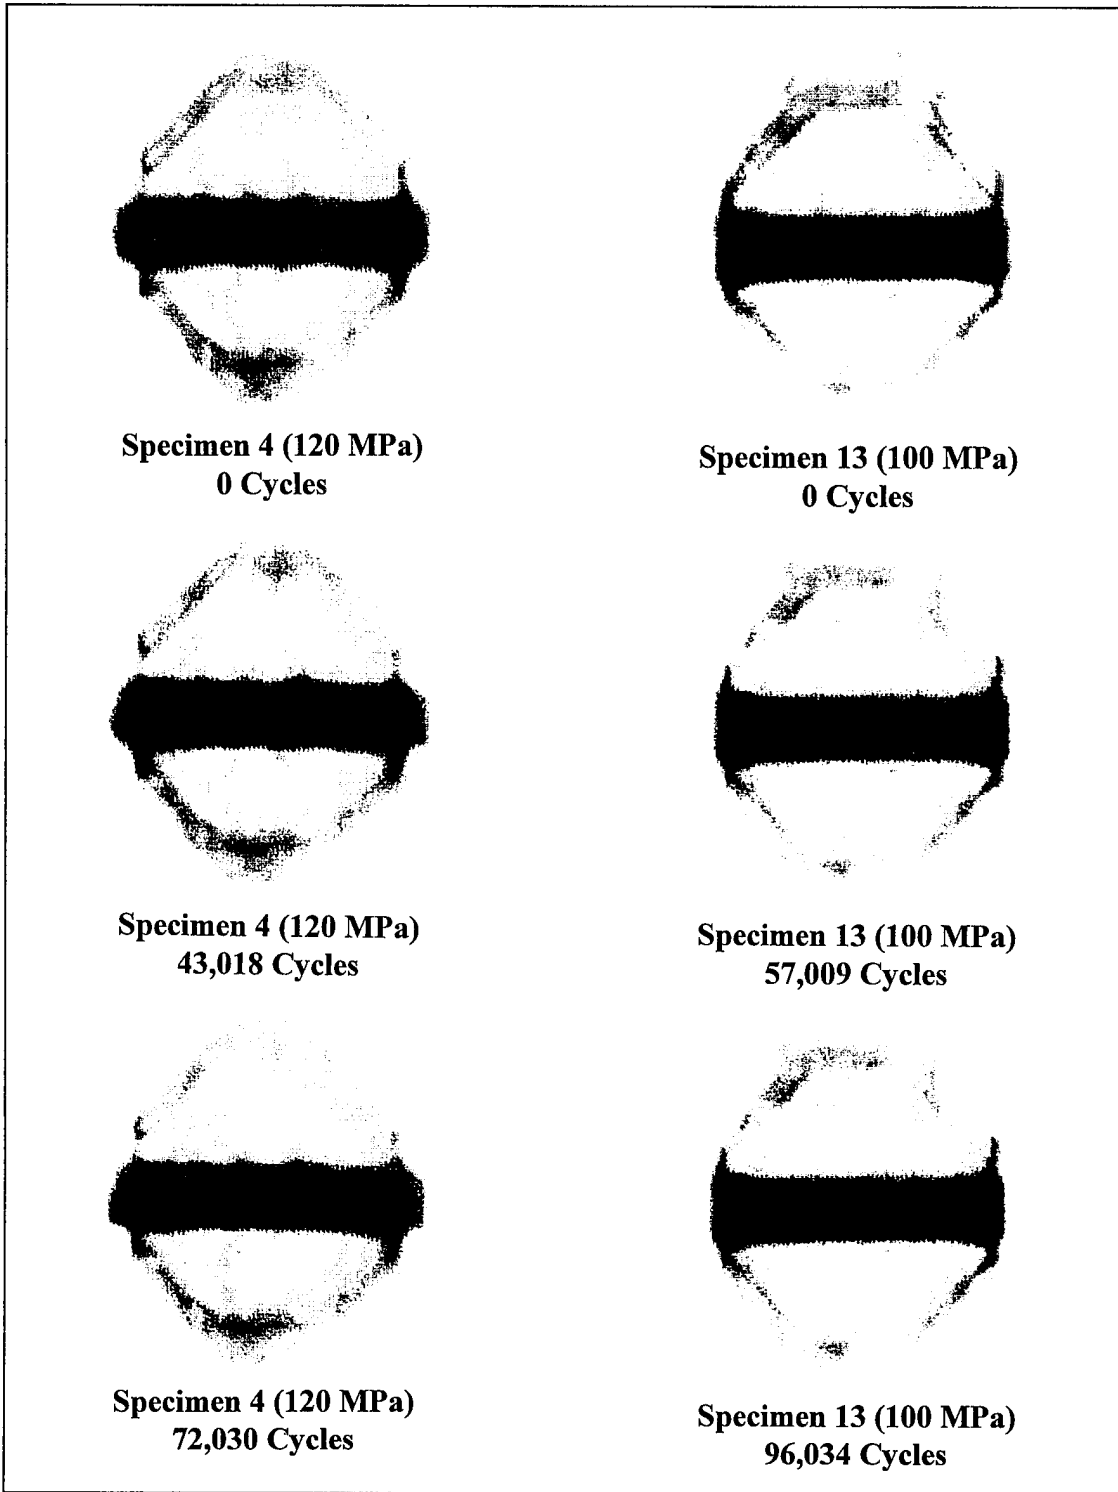 Specimen 4 (120 MPa)
0 Cycles
Specimen 13 (100 MPa)
0 Cycles
Specimen 4 (120 MPa)
43,018 Cycles
Specimen 13 (100 MPa)
57,009 Cycles
Specimen 4 (120 MPa)
72,030 Cycles
Specimen 13 (100 MPa)
96,034 Cycles